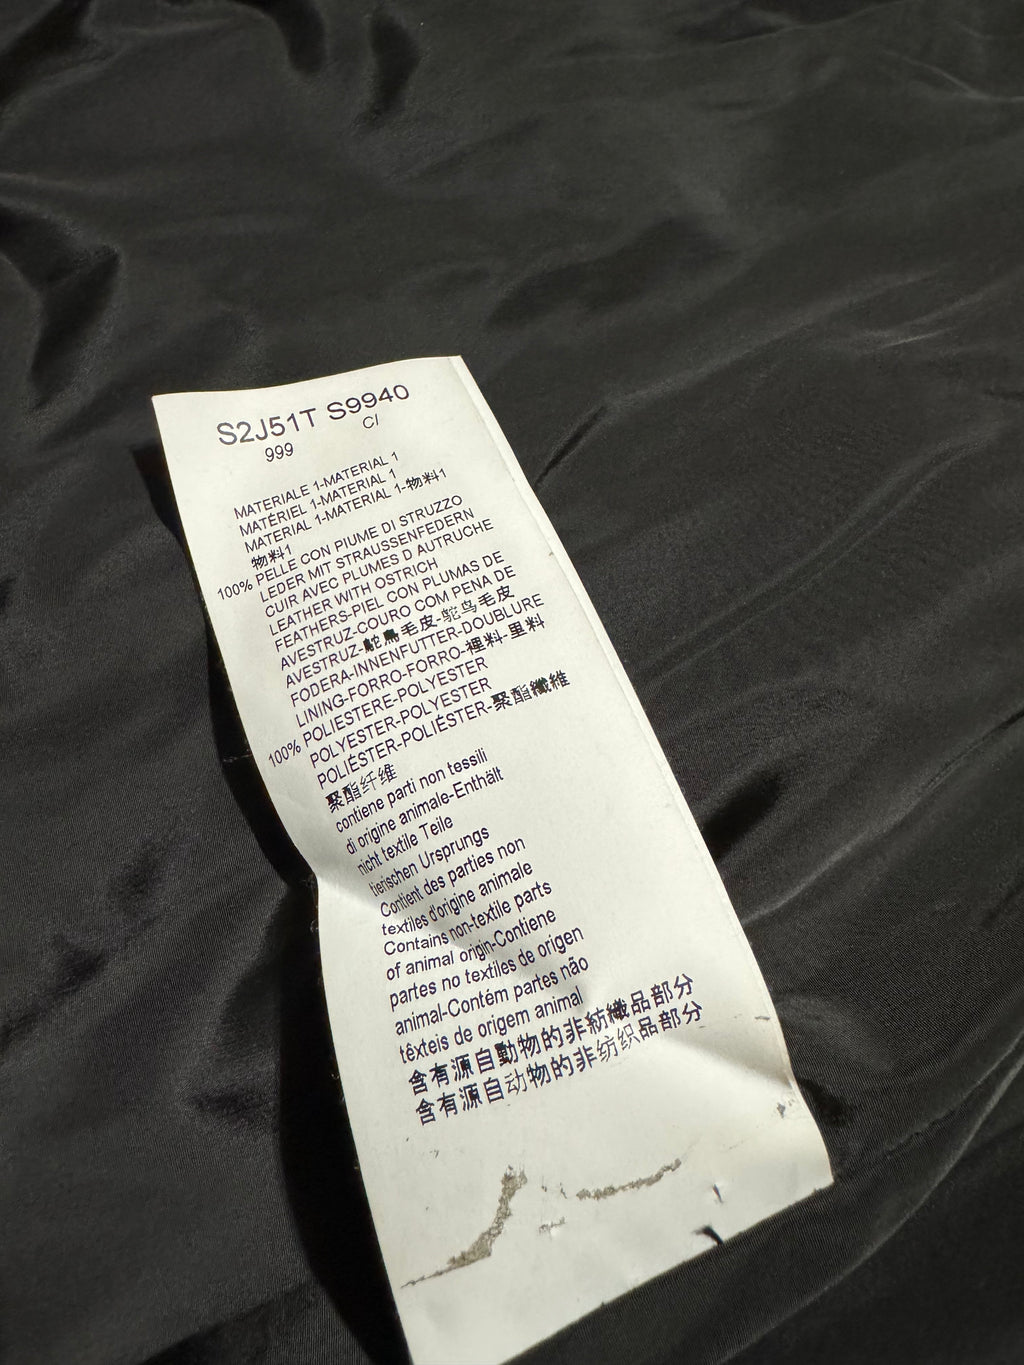 S2J51T S9940
999 CI
MATERIALE 1-MATERIAL 1
MATÉRIEL 1-MATERIAL 1
MATERIAL 1-MATERIAL 1-物料1
物料1
100% PELLE CON PIUME DI STRUZZO
LEDER MIT STRAUSSENFEDERN
CUIR AVEC PLUMES D AUTRUCHE
LEATHER WITH OSTRICH
FEATHERS-PIEL CON PLUMAS DE
AVESTRUZ-COURO COM PENA DE
AVESTRUZ-鴕鳥毛皮-鸵鸟毛皮
FODERA-INNENFUTTER-DOUBLURE
LINING-FORRO-FORRO-裡料-里料
100% POLIESTERE-POLYESTER
POLYESTER-POLYESTER
POLIÉSTER-POLIÉSTER-聚酯纖維
聚酯纤维
contiene parti non tessili
di origine animale-Enthält
nicht textile Teile
tierischen Ursprungs
Contient des parties non
textiles d'origine animale
Contains non-textile parts
of animal origin-Contiene
partes no textiles de origen
animal-Contém partes não
têxteis de origem animal
含有源自動物的非紡織品部分
含有源自动物的非纺织品部分